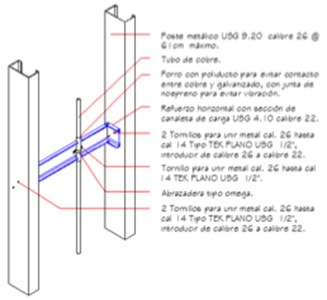 Poste metálico USG 9.20 calibre 26 @
61cm máximo.
Tubo de cobre.
Forro con poliducto para evitar contacto
entre cobre y galvanizado, con junta de
noepreno para evitar vibración.
Refuerzo horizontal con sección de
canaleta de carga USG 4.10 calibre 22.
2 Tornillos para unir metal cal. 26 hasta
cal 14 Tipo TEK PLANO USG 1/2",
introducir de calibre 26 a calibre 22.
Tornillo para unir metal cal. 26 hasta cal
14 TEK PLANO USG 1/2".
Abrazadera tipo omega.
2 Tornillos para unir metal cal. 26 hasta
cal 14 Tipo TEK PLANO USG 1/2",
introducir de calibre 26 a calibre 22.